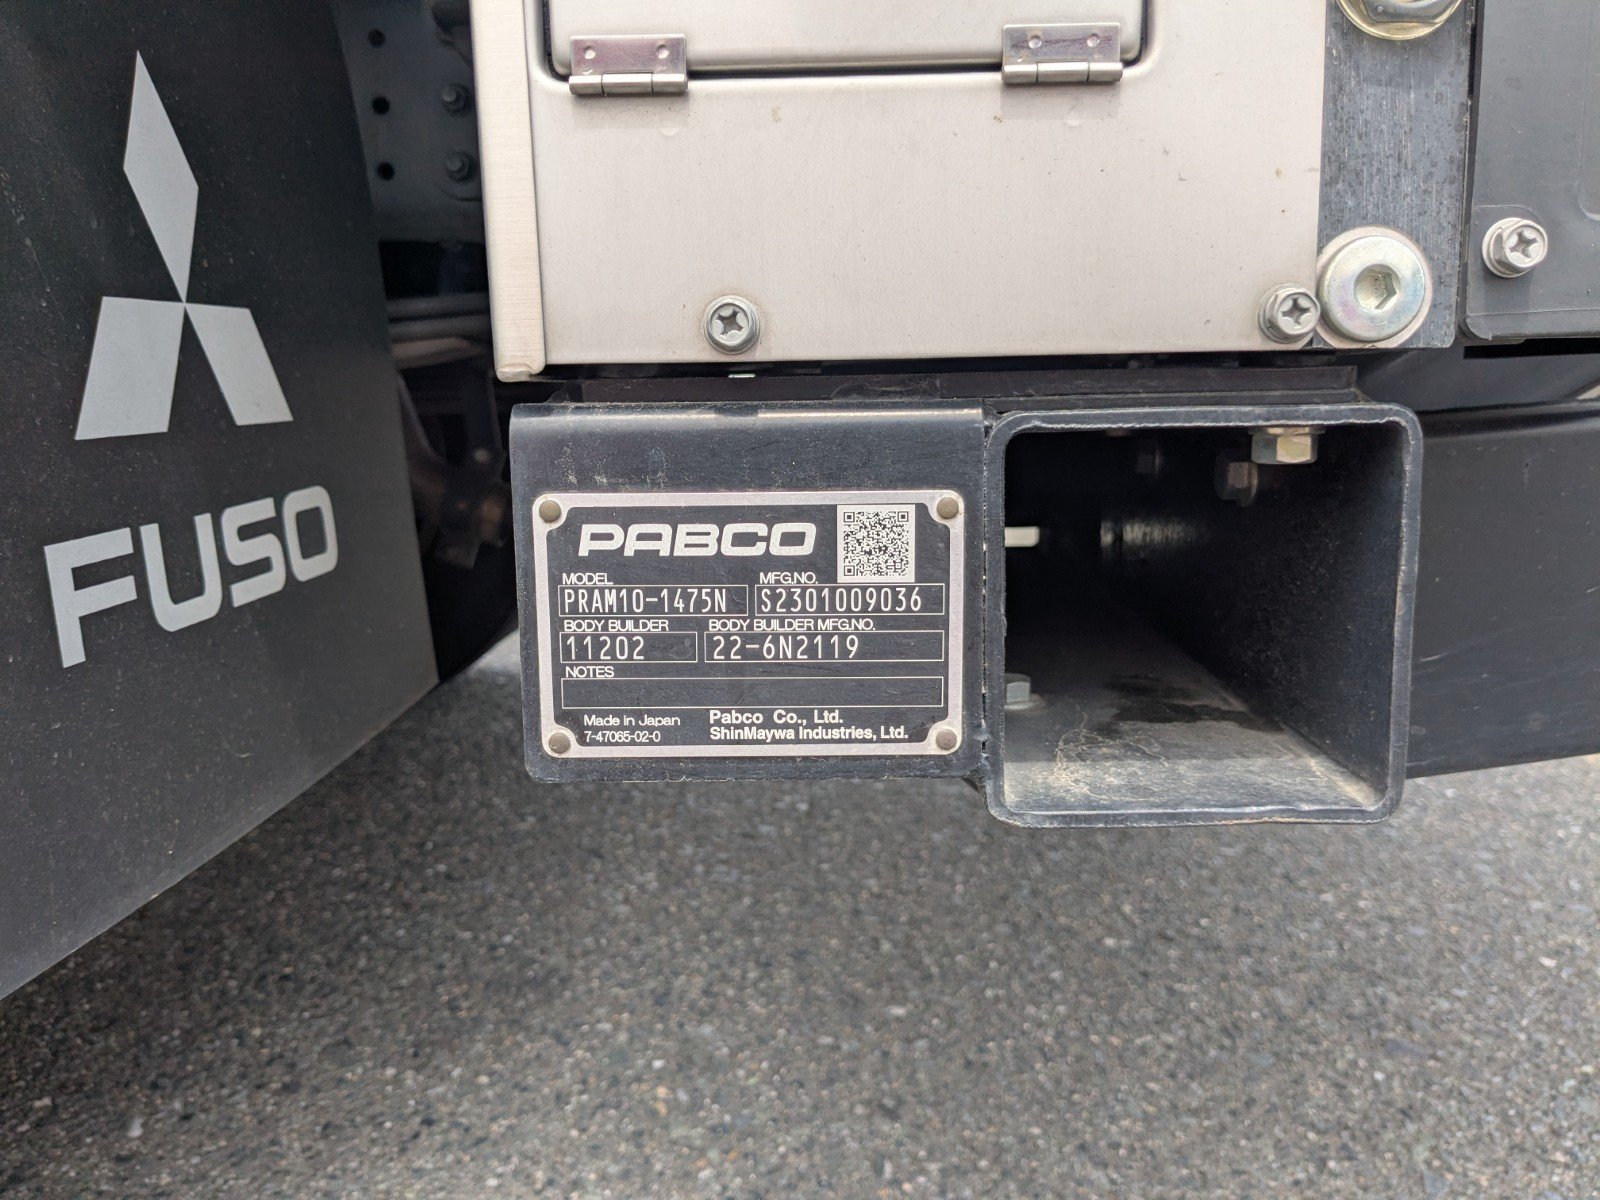 FUSO
PABCO
MODEL MFG.NO.
PRAM10-1475N S2301009036
BODY BUILDER BODY BUILDER MFG.NO.
11202 22-6N2119
NOTES
Made in Japan Pabco Co., Ltd.
7-47065-02-0 ShinMaywa Industries, Ltd.